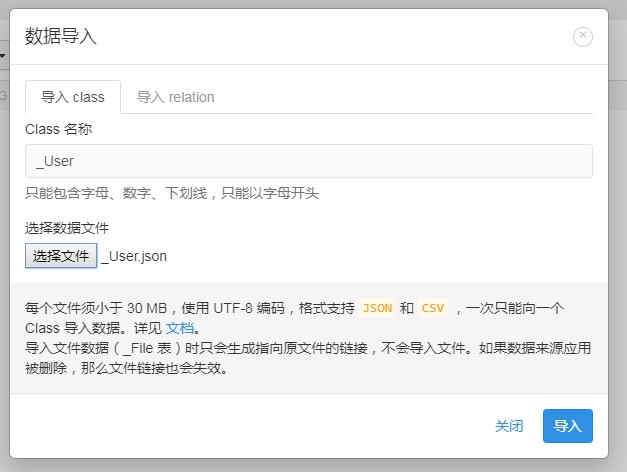 数据导入
导入 class 导入 relation
Class 名称
_User
只能包含字母、数字、下划线，只能以字母开头
选择数据文件
选择文件 _User.json
每个文件须小于 30 MB，使用 UTF-8 编码，格式支持 JSON 和 CSV ，一次只能向一个
Class 导入数据。详见 文档。
导入文件数据（ _File 表）时只会生成指向原文件的链接，不会导入文件。如果数据来源应用
被删除，那么文件链接也会失效。
关闭 导入
G